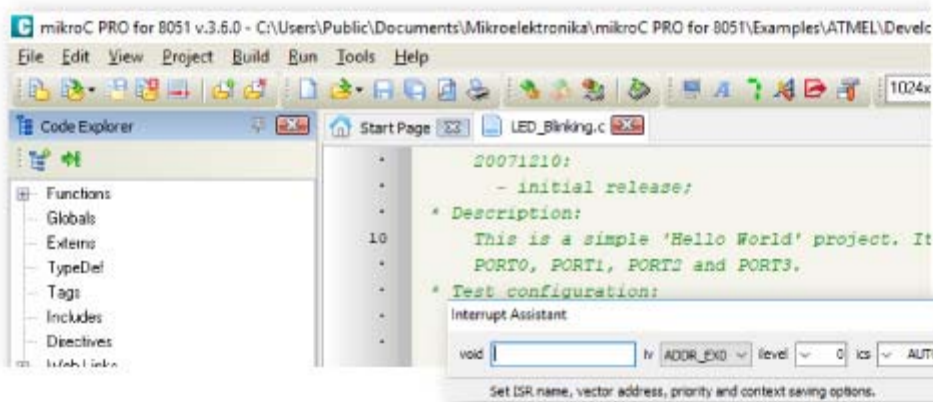 mikroC PRO for 8051 v.3.6.0 - C:\Users\Public\Documents\Mikroelektronika\mikroC PRO for 8051\Examples\ATMEL\Develo
File Edit View Project Build Run Tools Help
1024x
Code Explorer
Start Page LED_Blinking.c
Functions
Globals
Externs
TypeDef
Tags
Includes
Directives
Web Links
20071210:
- initial release;
* Description:
10 This is a simple 'Hello World' project. It
PORT0, PORT1, PORT2 and PORT3.
* Test configuration:
Interrupt Assistant
void iv ADDR_EX0 ilevel 0 ics AUTO
Set ISR name, vector address, priority and context saving options.